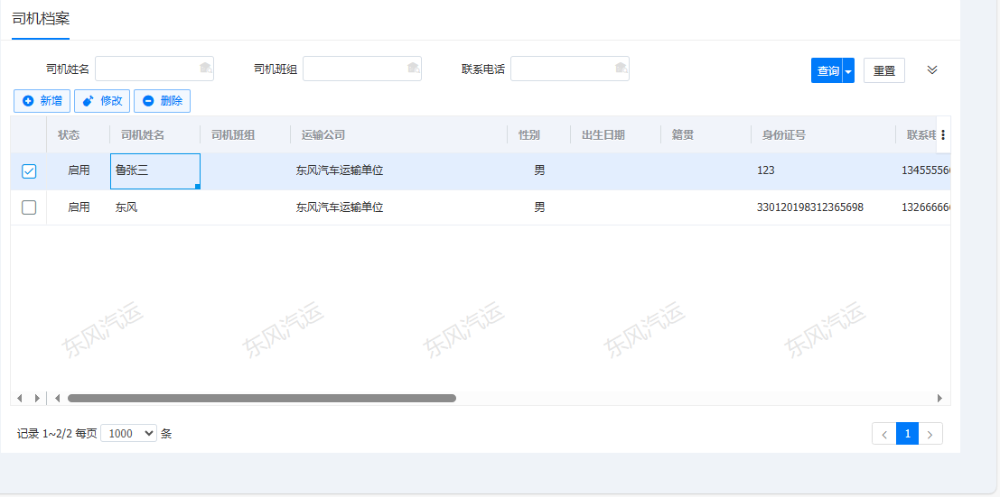 司机档案
司机姓名 司机班组 联系电话 查询 重置
新增 修改 删除
状态 司机姓名 司机班组 运输公司 性别 出生日期 籍贯 身份证号 联系电
启用 鲁张三 东风汽车运输单位 男 123 134555556
启用 东风 东风汽车运输单位 男 330120198312365698 132666666
东风汽运 东风汽运 东风汽运 东风汽运 东风汽运
记录 1~2/2 每页 1000 条 1